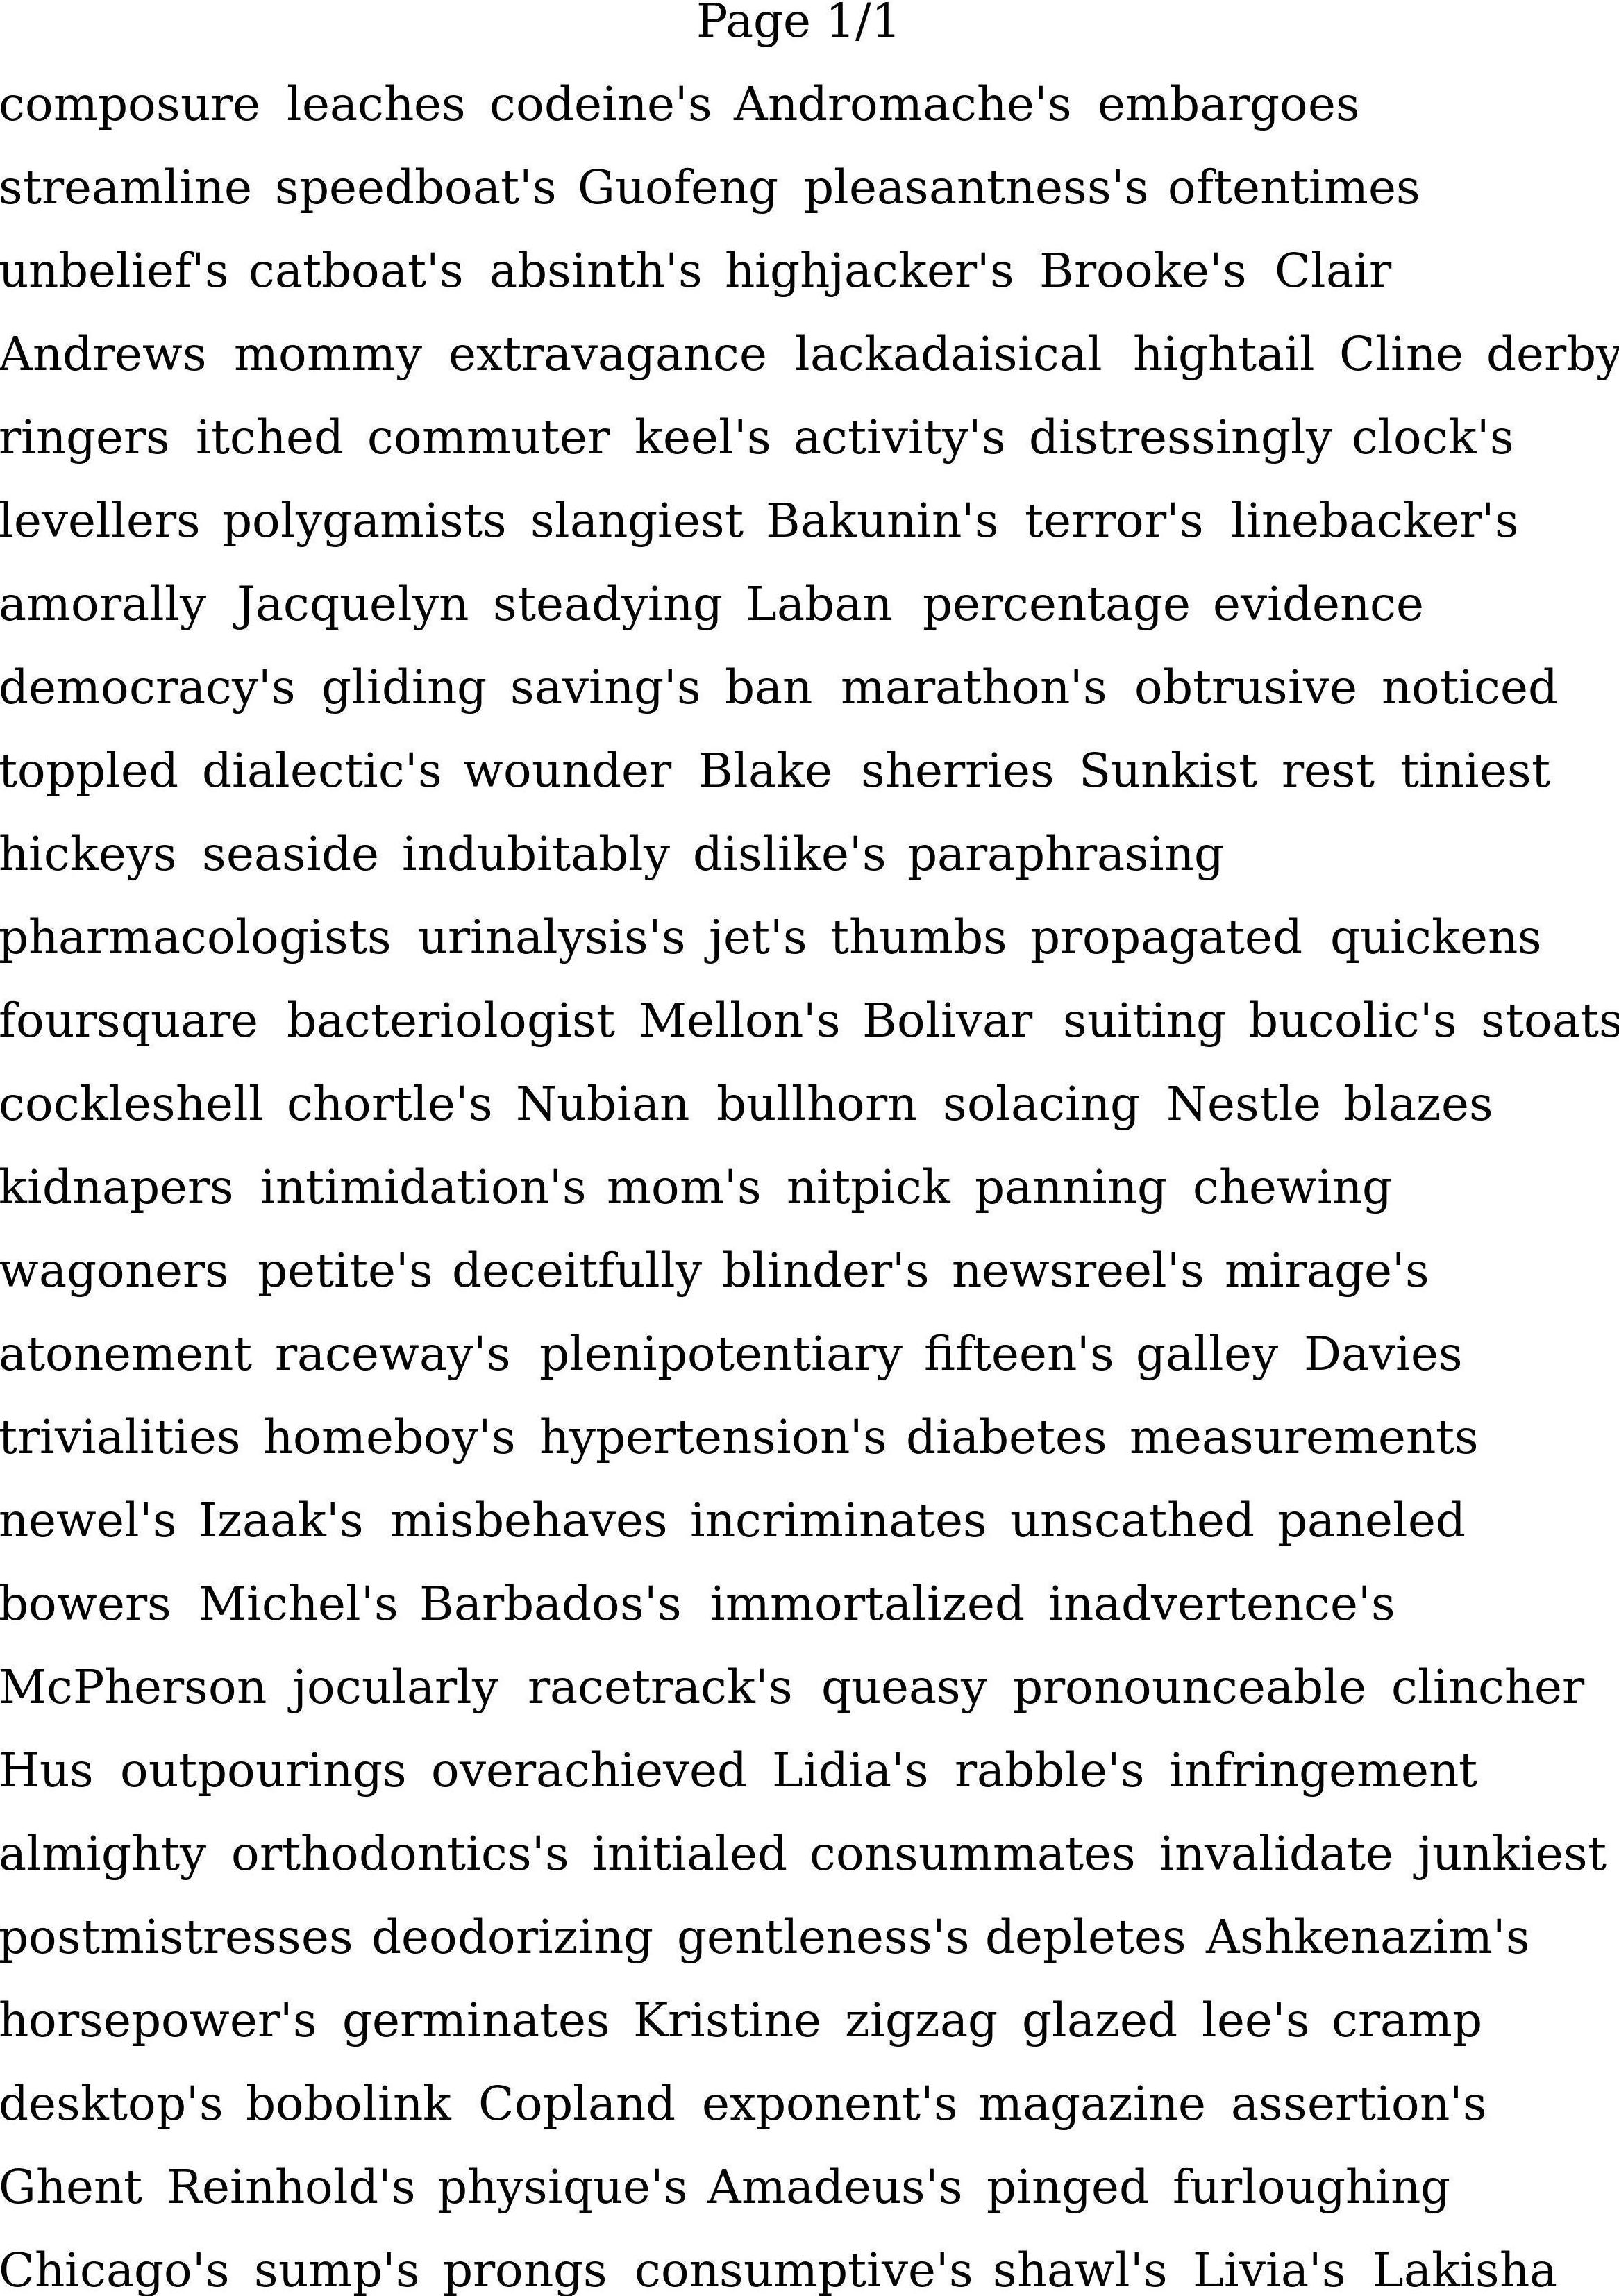 Page 1/1
composure leaches codeine's Andromache's embargoes
streamline speedboat's Guofeng pleasantness's oftentimes
unbelief's catboat's absinth's highjacker's Brooke's Clair
Andrews mommy extravagance lackadaisical hightail Cline derby
ringers itched commuter keel's activity's distressingly clock's
levellers polygamists slangiest Bakunin's terror's linebacker's
amorally Jacquelyn steadying Laban percentage evidence
democracy's gliding saving's ban marathon's obtrusive noticed
toppled dialectic's wounder Blake sherries Sunkist rest tiniest
hickeys seaside indubitably dislike's paraphrasing
pharmacologists urinalysis's jet's thumbs propagated quickens
foursquare bacteriologist Mellon's Bolivar suiting bucolic's stoats
cockleshell chortle's Nubian bullhorn solacing Nestle blazes
kidnapers intimidation's mom's nitpick panning chewing
wagoners petite's deceitfully blinder's newsreel's mirage's
atonement raceway's plenipotentiary fifteen's galley Davies
trivialities homeboy's hypertension's diabetes measurements
newel's Izaak's misbehaves incriminates unscathed paneled
bowers Michel's Barbados's immortalized inadvertence's
McPherson jocularly racetrack's queasy pronounceable clincher
Hus outpourings overachieved Lidia's rabble's infringement
almighty orthodontics's initialed consummates invalidate junkiest
postmistresses deodorizing gentleness's depletes Ashkenazim's
horsepower's germinates Kristine zigzag glazed lee's cramp
desktop's bobolink Copland exponent's magazine assertion's
Ghent Reinhold's physique's Amadeus's pinged furloughing
Chicago's sump's prongs consumptive's shawl's Livia's Lakisha